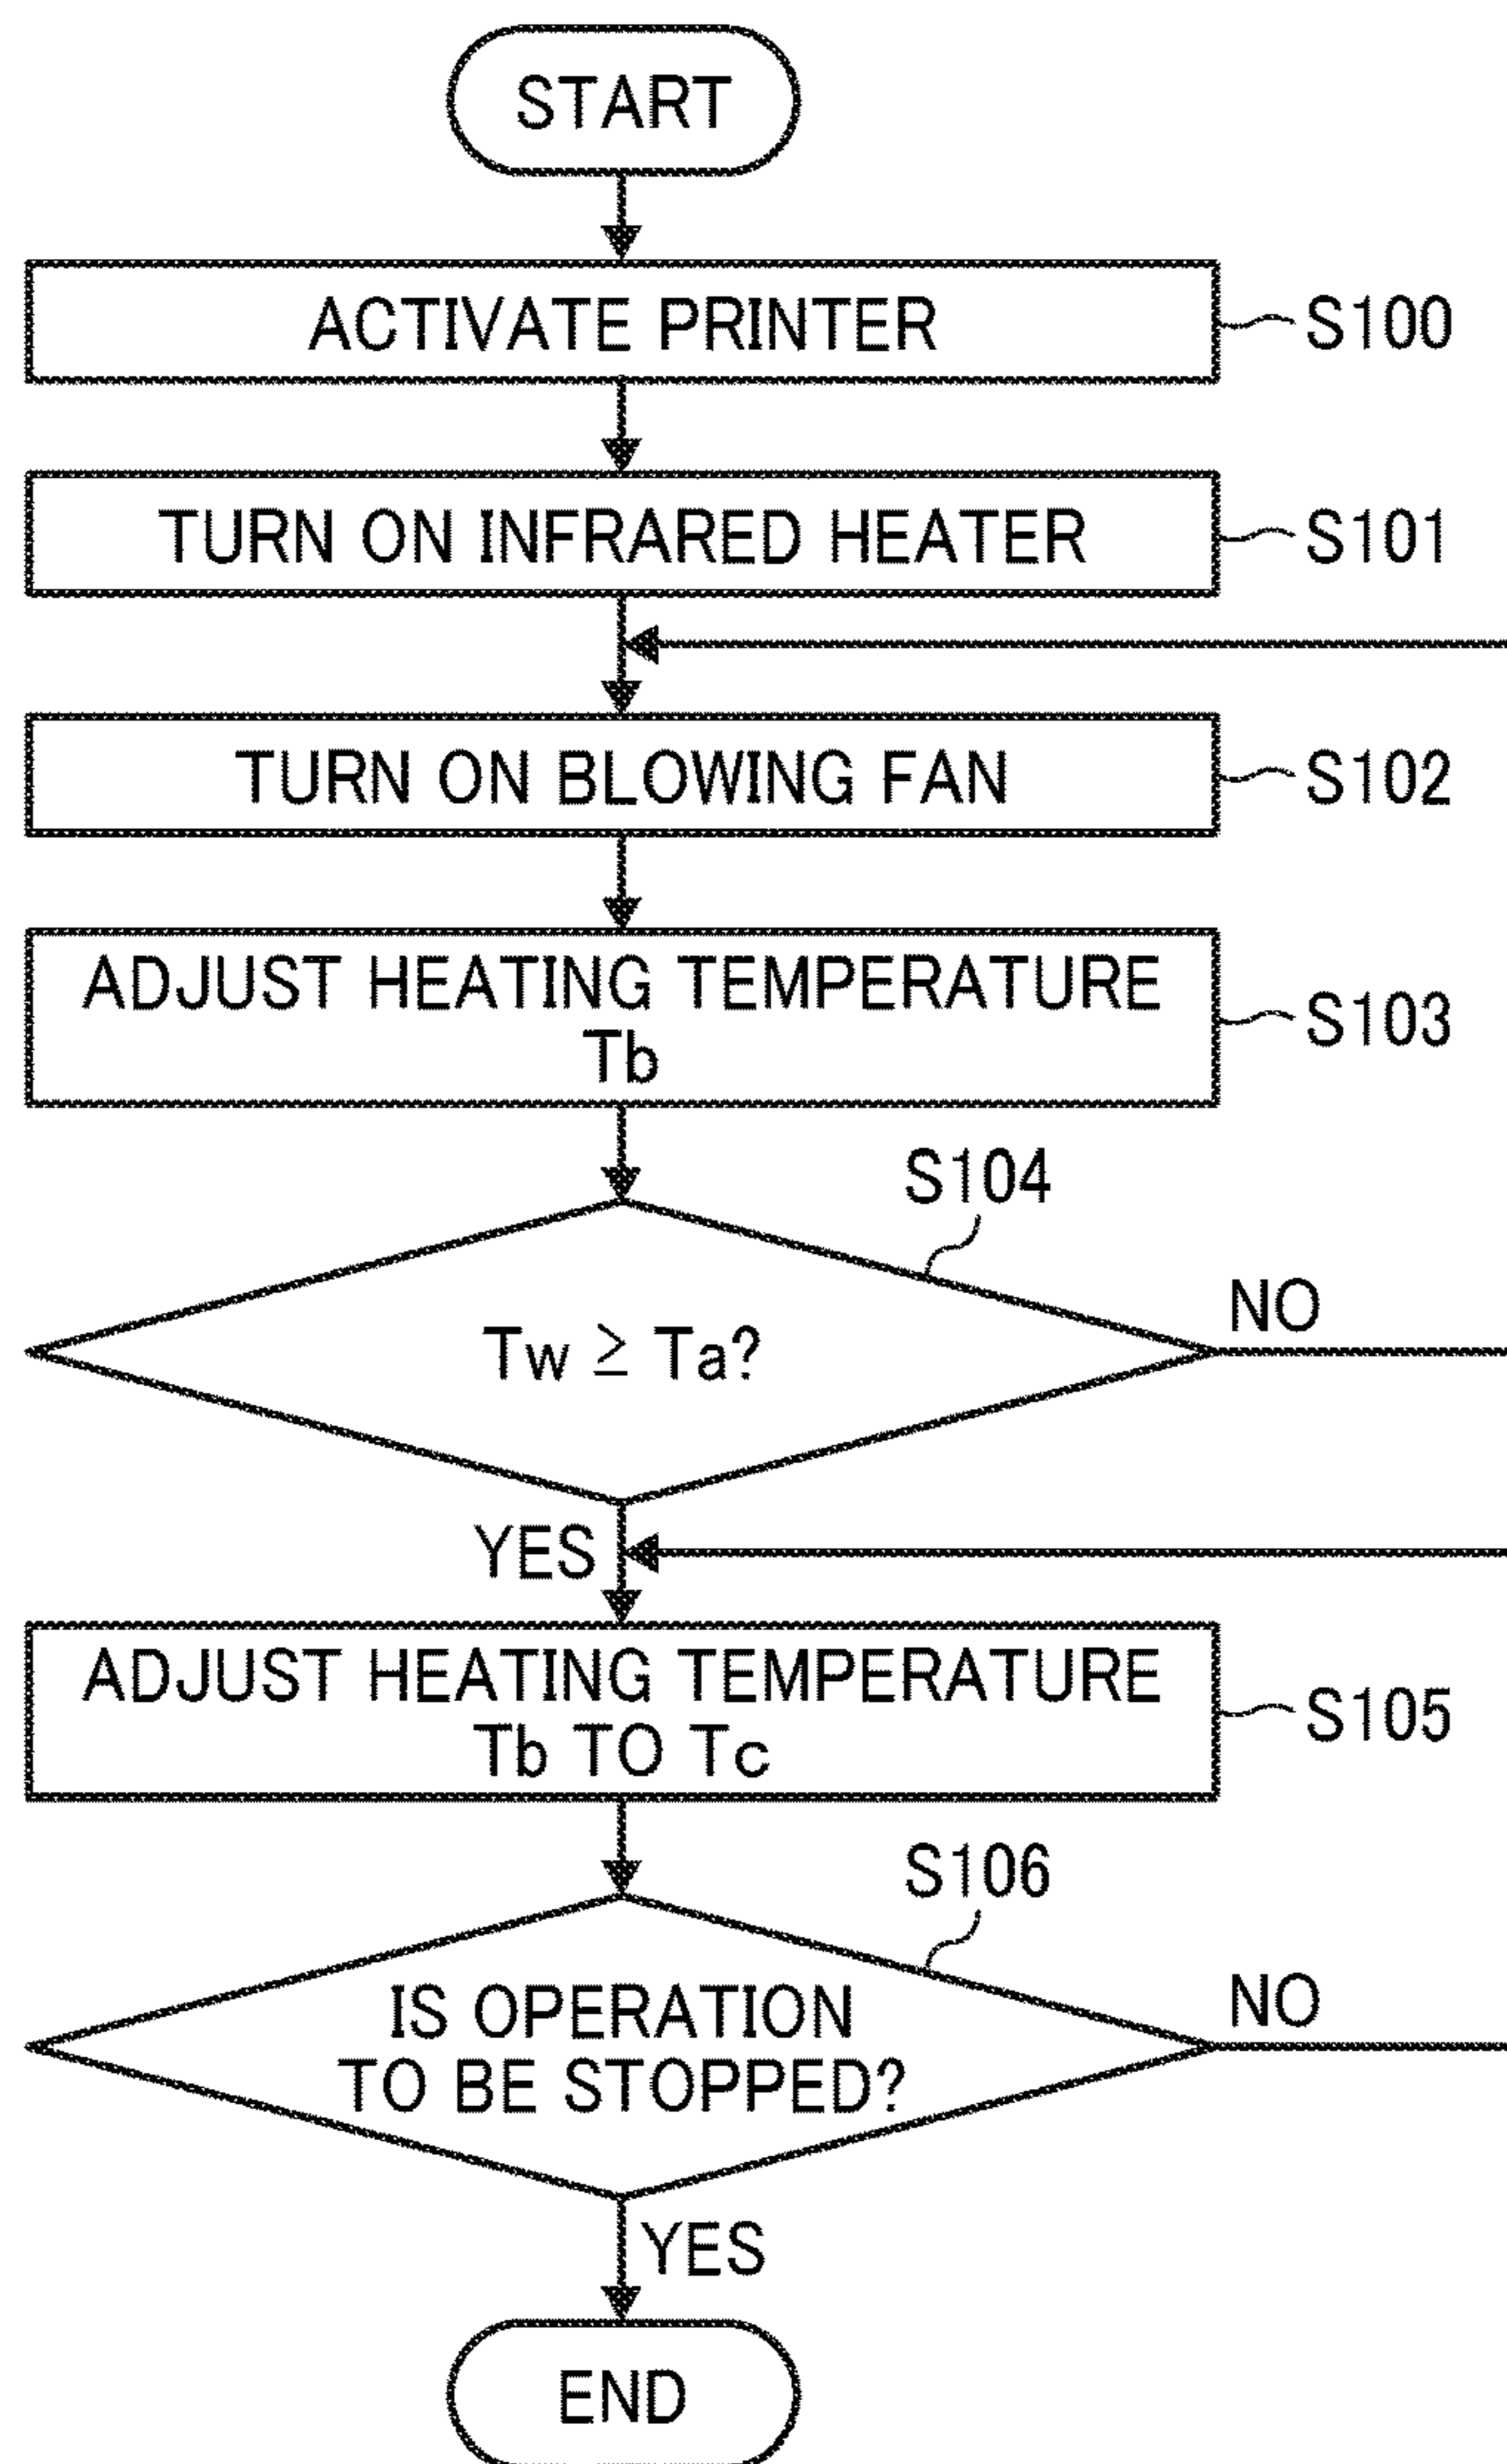 START
ACTIVATE PRINTER
S100
TURN ON INFRARED HEATER
S101
TURN ON BLOWING FAN
S102
ADJUST HEATING TEMPERATURE
Tb
S103
S104
Tw ≥ Ta?
NO
YES
ADJUST HEATING TEMPERATURE
Tb TO Tc
S105
S106
IS OPERATION
TO BE STOPPED?
NO
YES
END